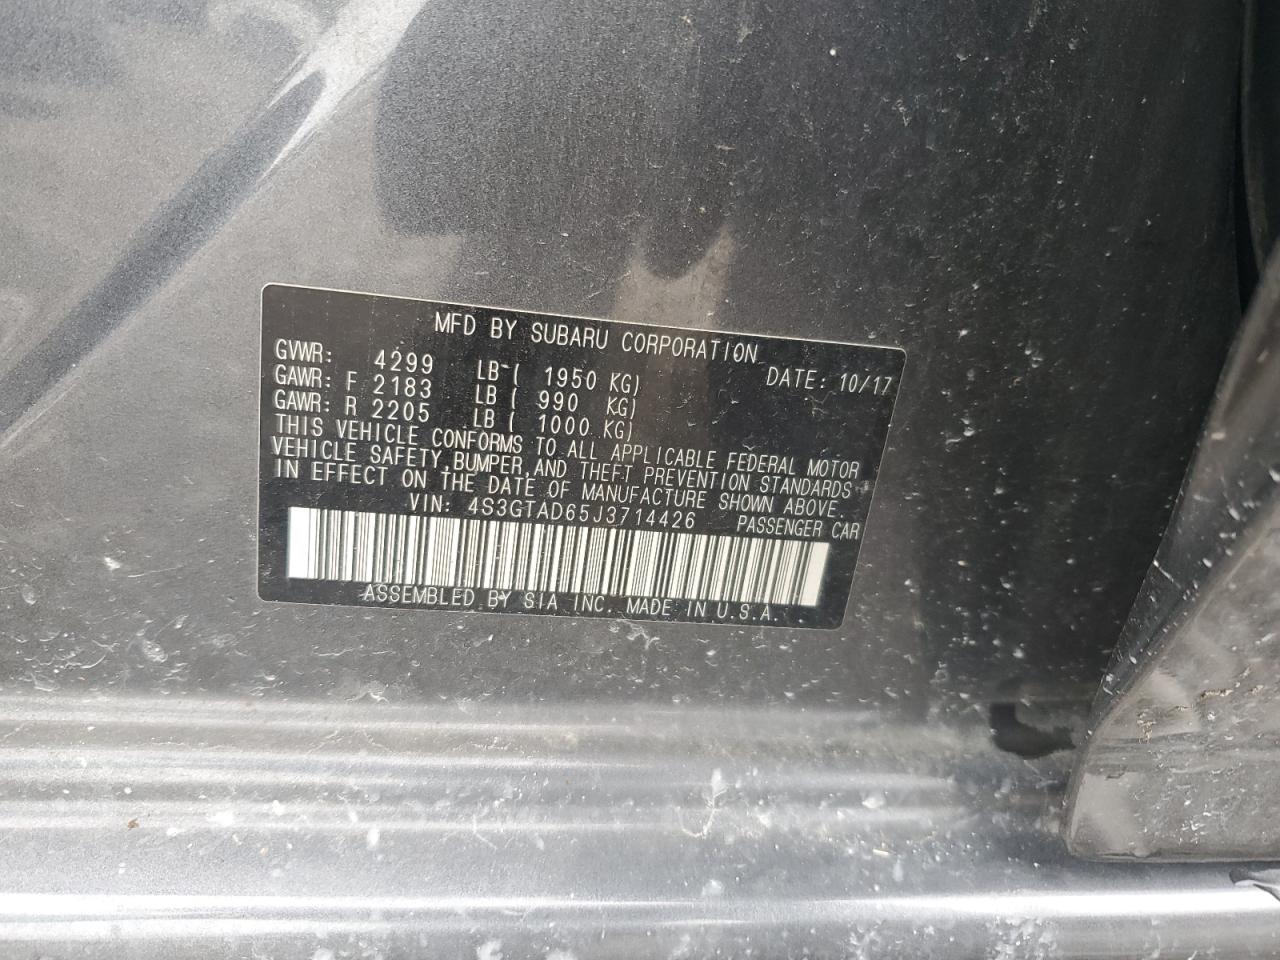 MFD BY SUBARU CORPORATION
GVWR: 4299 LB ( 1950 KG) DATE: 10/17
GAWR: F 2183 LB ( 990 KG)
GAWR: R 2205 LB ( 1000 KG)
THIS VEHICLE CONFORMS TO ALL APPLICABLE FEDERAL MOTOR
VEHICLE SAFETY,BUMPER,AND THEFT PREVENTION STANDARDS
IN EFFECT ON THE DATE OF MANUFACTURE SHOWN ABOVE.
VIN: 4S3GTAD65J3714426 PASSENGER CAR
ASSEMBLED BY SIA INC. MADE IN U.S.A.